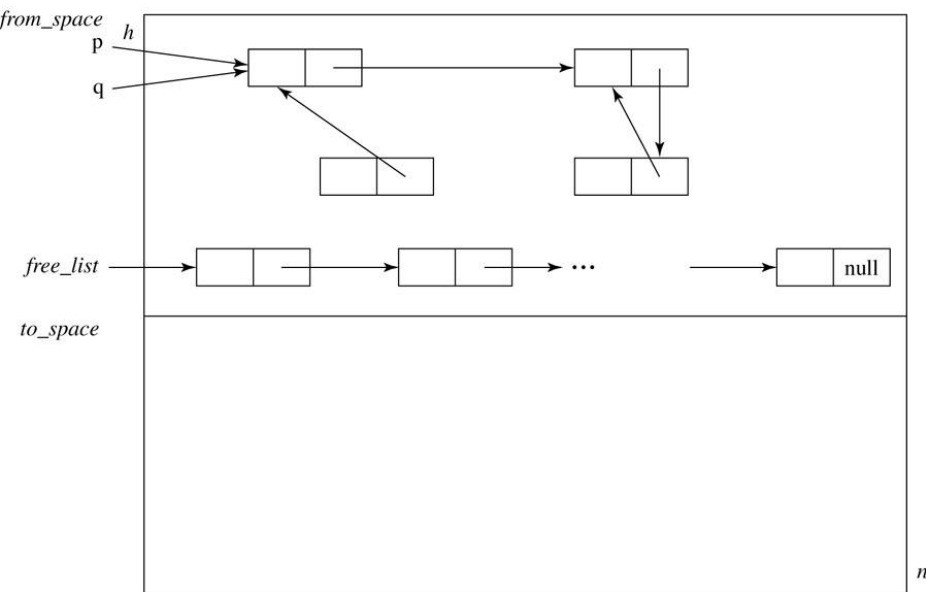 from_space
h
p
q
free_list
...
null
to_space
n